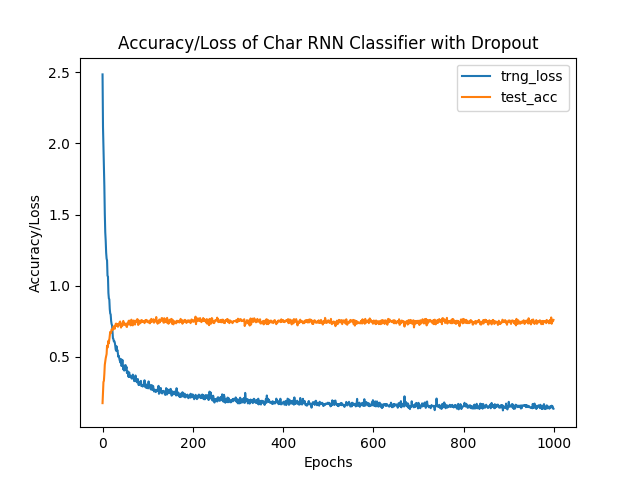 Accuracy/Loss of Char RNN Classifier with Dropout
trng_loss
test_acc
2.5
2.0
1.5
1.0
0.5
Accuracy/Loss
0 200 400 600 800 1000
Epochs